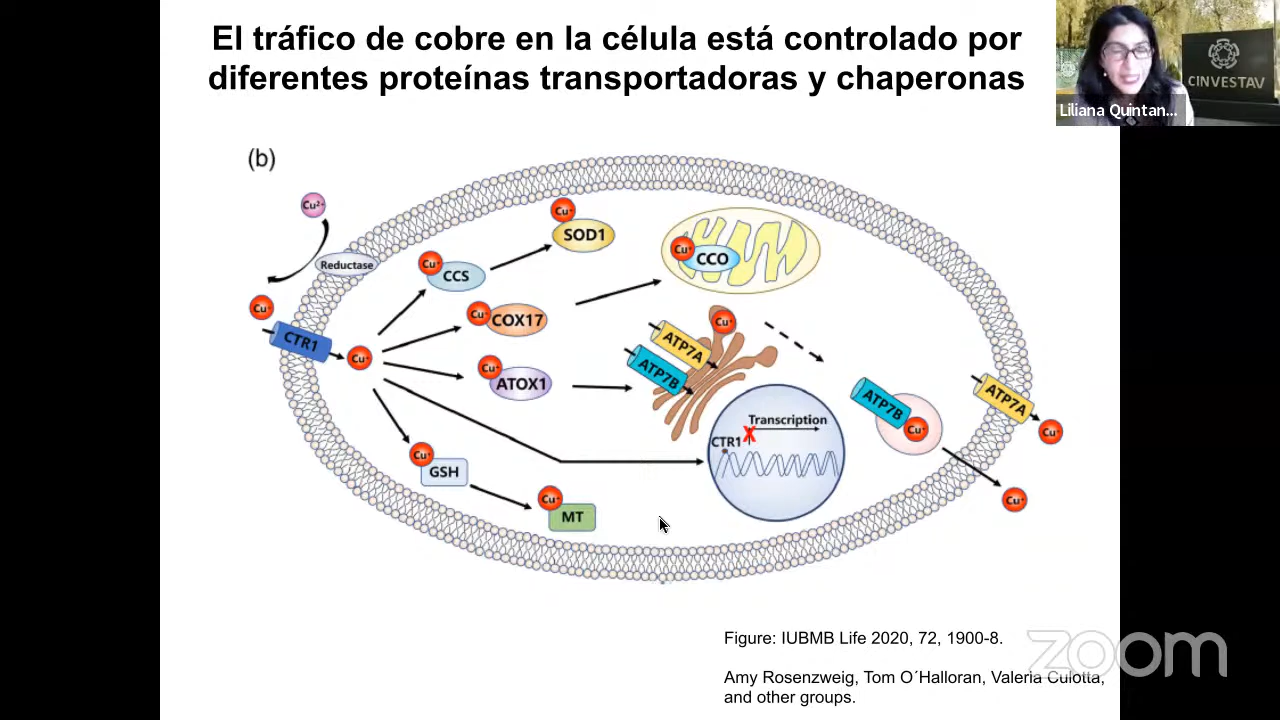 El tráfico de cobre en la célula está controlado por
diferentes proteínas transportadoras y chaperonas
CINVESTAV
Liliana Quintan...
(b)
Cu²⁺
Reductase
Cu⁺
CTR1
Cu⁺
Cu⁺
CCS
Cu⁺
SOD1
Cu⁺
COX17
Cu⁺
CCO
Cu⁺
ATOX1
ATP7A
ATP7B
Cu⁺
Cu⁺
GSH
Cu⁺
MT
Transcription
CTR1
X
ATP7B
Cu⁺
ATP7A
Cu⁺
Cu⁺
Figure: IUBMB Life 2020, 72, 1900-8.
Amy Rosenzweig, Tom O´Halloran, Valeria Culotta,
and other groups.
zoom